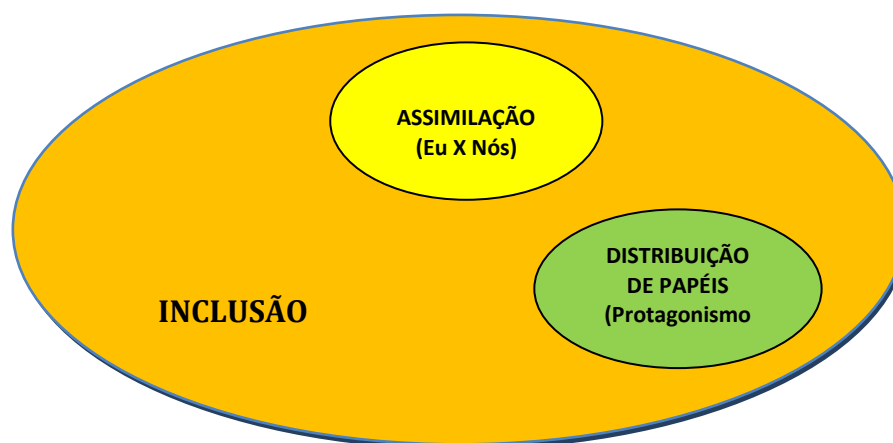 ASSIMILAÇÃO
(Eu X Nós)
DISTRIBUIÇÃO
DE PAPÉIS
(Protagonismo
INCLUSÃO